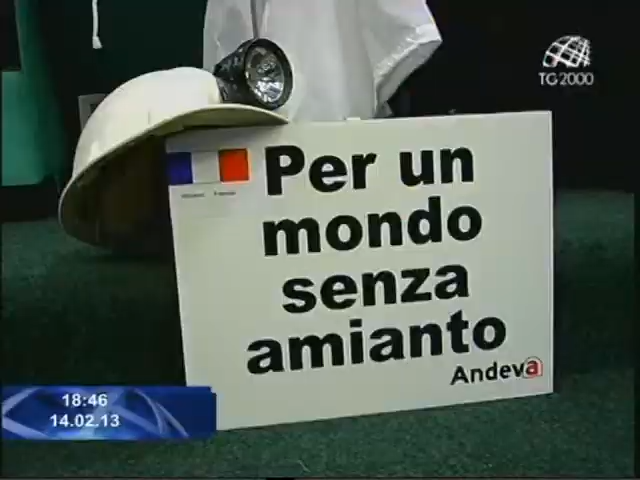 TG2000
Per un
mondo
senza
amianto
Andeva
18:46
14.02.13